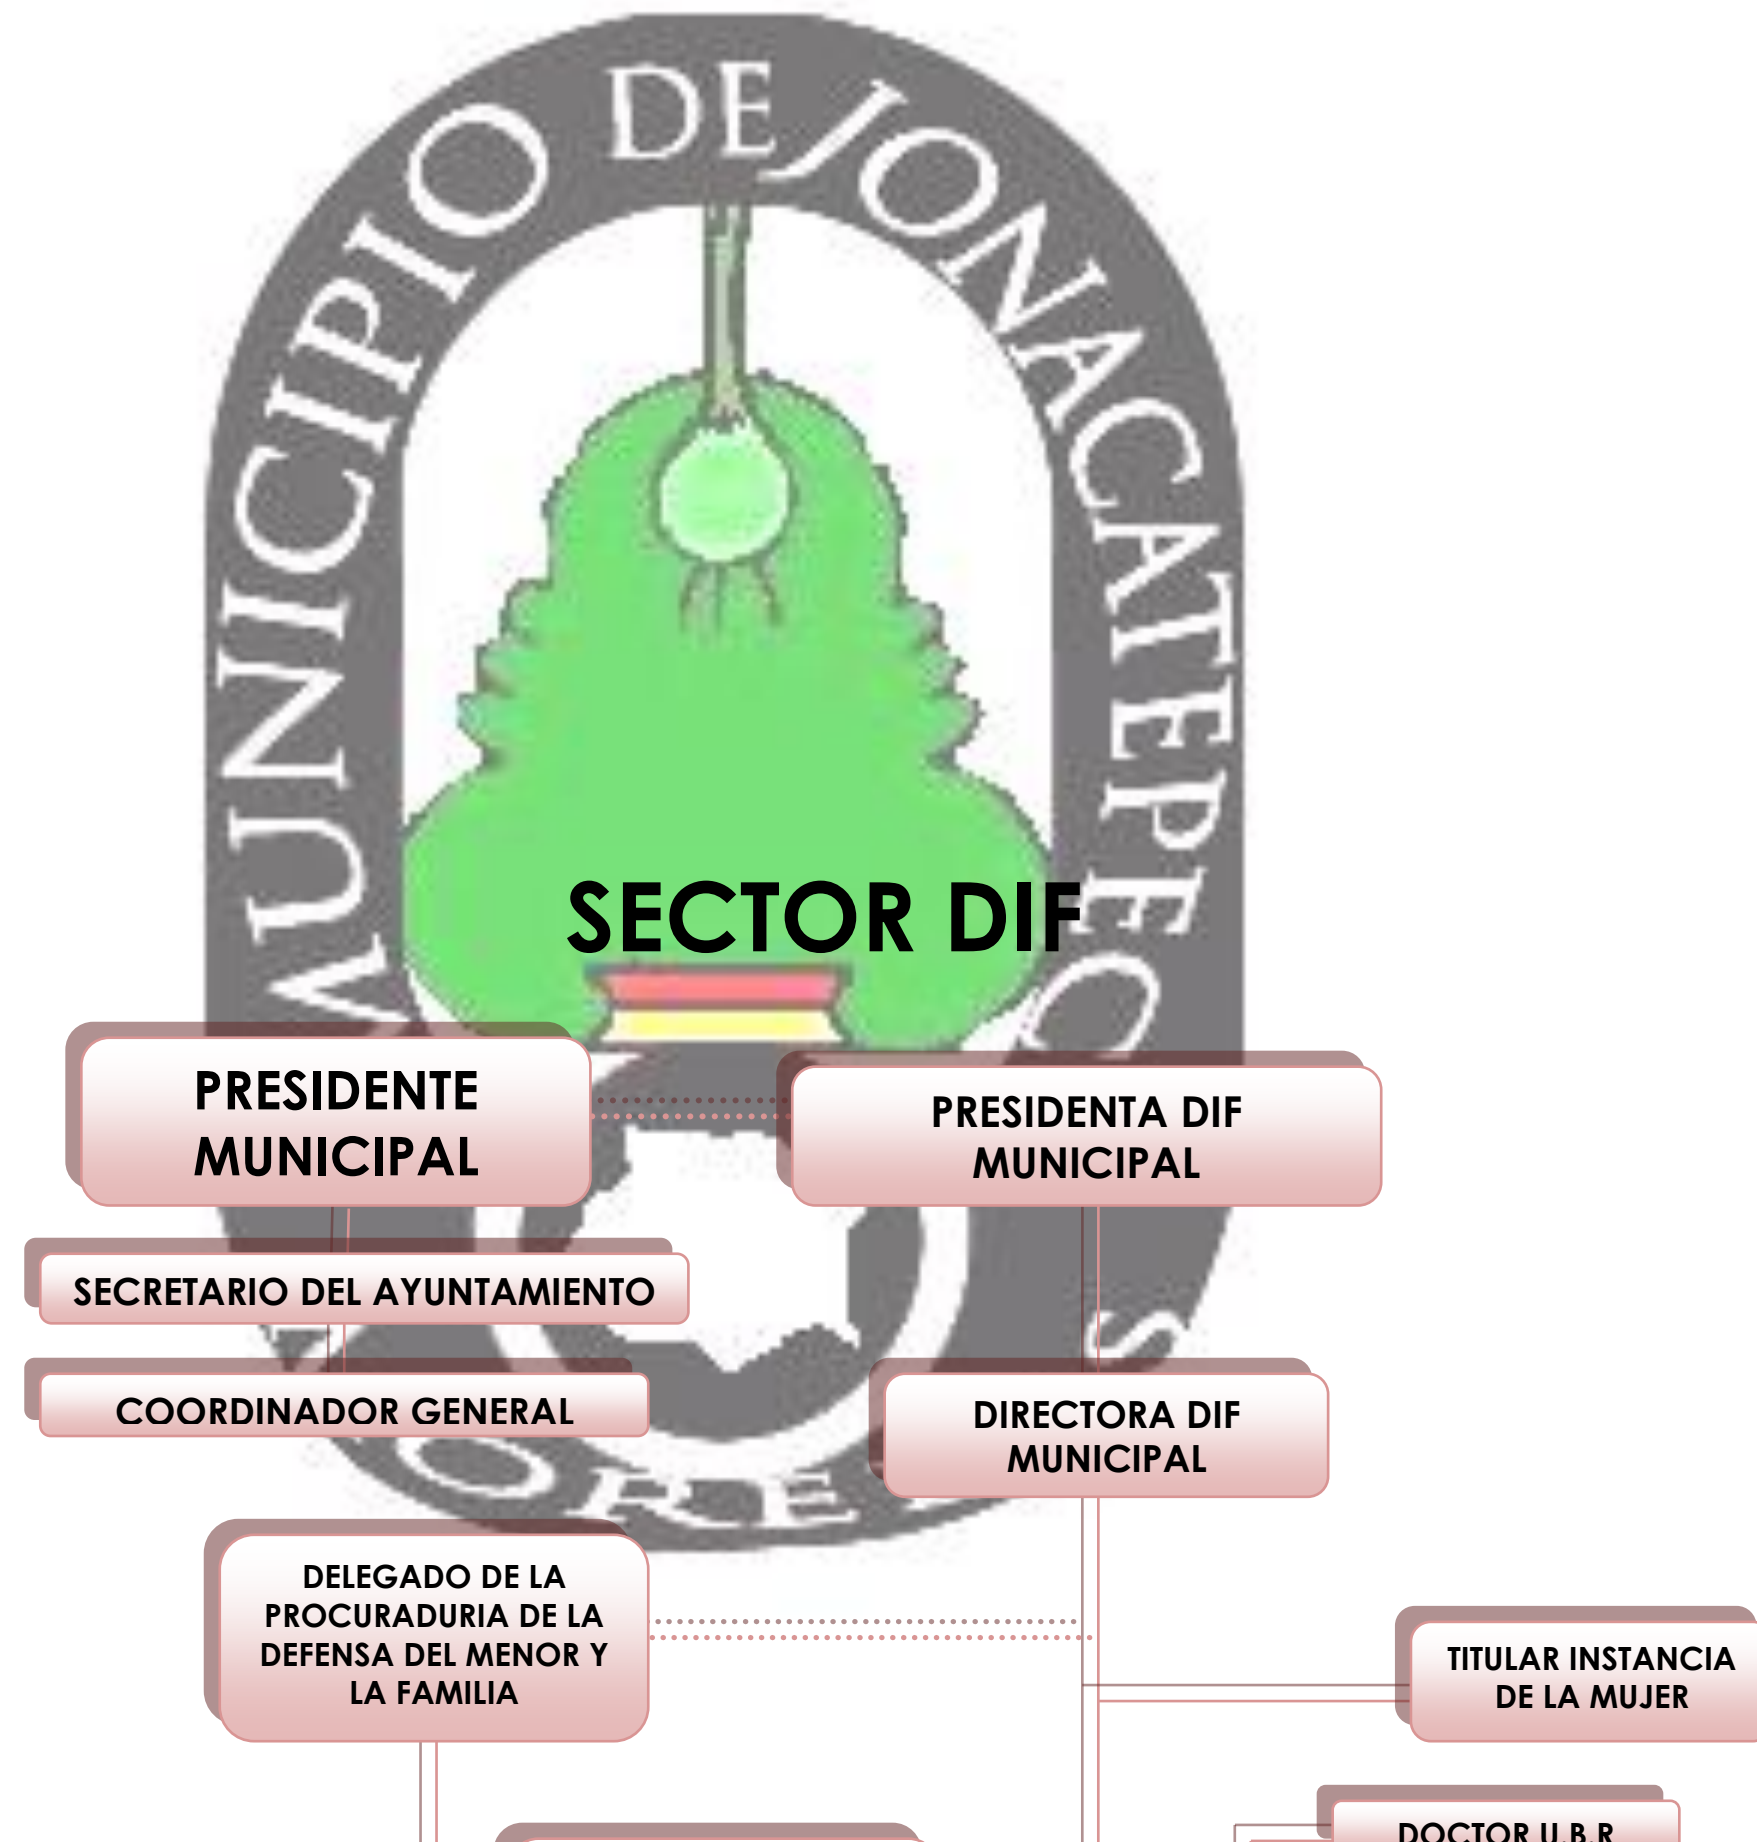 MUNICIPIO DE JONACATEPEC
SECTOR DIF
PRESIDENTE
MUNICIPAL
PRESIDENTA DIF
MUNICIPAL
SECRETARIO DEL AYUNTAMIENTO
COORDINADOR GENERAL
DIRECTORA DIF
MUNICIPAL
DELEGADO DE LA
PROCURADURIA DE LA
DEFENSA DEL MENOR Y
LA FAMILIA
TITULAR INSTANCIA
DE LA MUJER
DOCTOR U.B.R